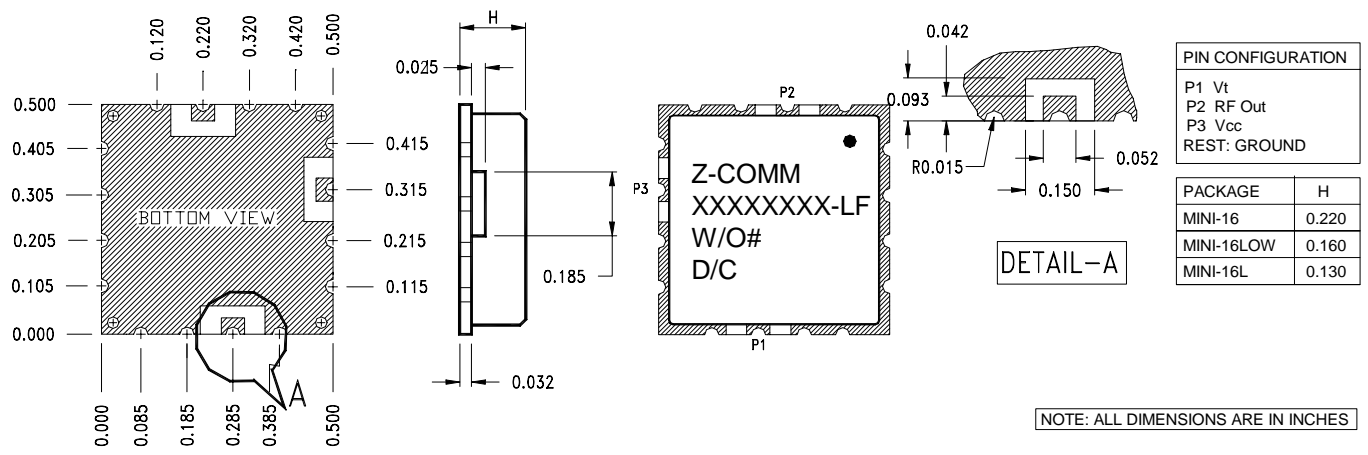 0.120
0.220
0.320
0.420
0.500
0.500
0.405
0.305
0.205
0.105
0.000
BOTTOM VIEW
0.415
0.315
0.215
0.115
0.000
0.085
0.185
0.285
0.385
0.500
A
H
0.025
0.185
0.032
P2
P3
P1
Z-COMM
XXXXXXXX-LF
W/O#
D/C
0.042
0.093
R0.015
0.052
0.150
DETAIL-A
PIN CONFIGURATION
P1 Vt
P2 RF Out
P3 Vcc
REST: GROUND
PACKAGE H
MINI-16 0.220
MINI-16LOW 0.160
MINI-16L 0.130
NOTE: ALL DIMENSIONS ARE IN INCHES